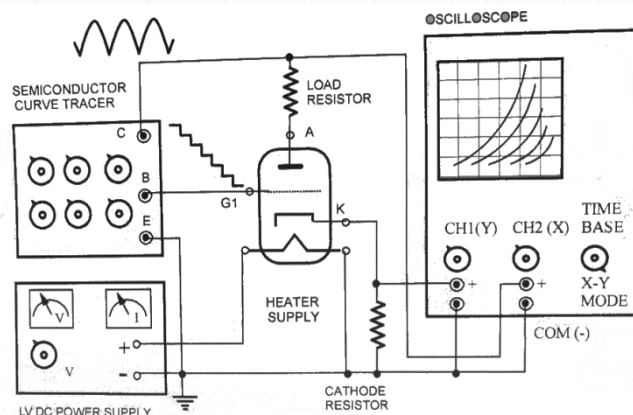 OSCILLOSCOPE
SEMICONDUCTOR
CURVE TRACER
LOAD
RESISTOR
C
A
B
G1
K
E
CH1(Y)
CH2 (X)
TIME
BASE
HEATER
SUPPLY
+
+
X-Y
MODE
V
I
+
V
-
COM (-)
CATHODE
RESISTOR
LV DC POWER SUPPLY